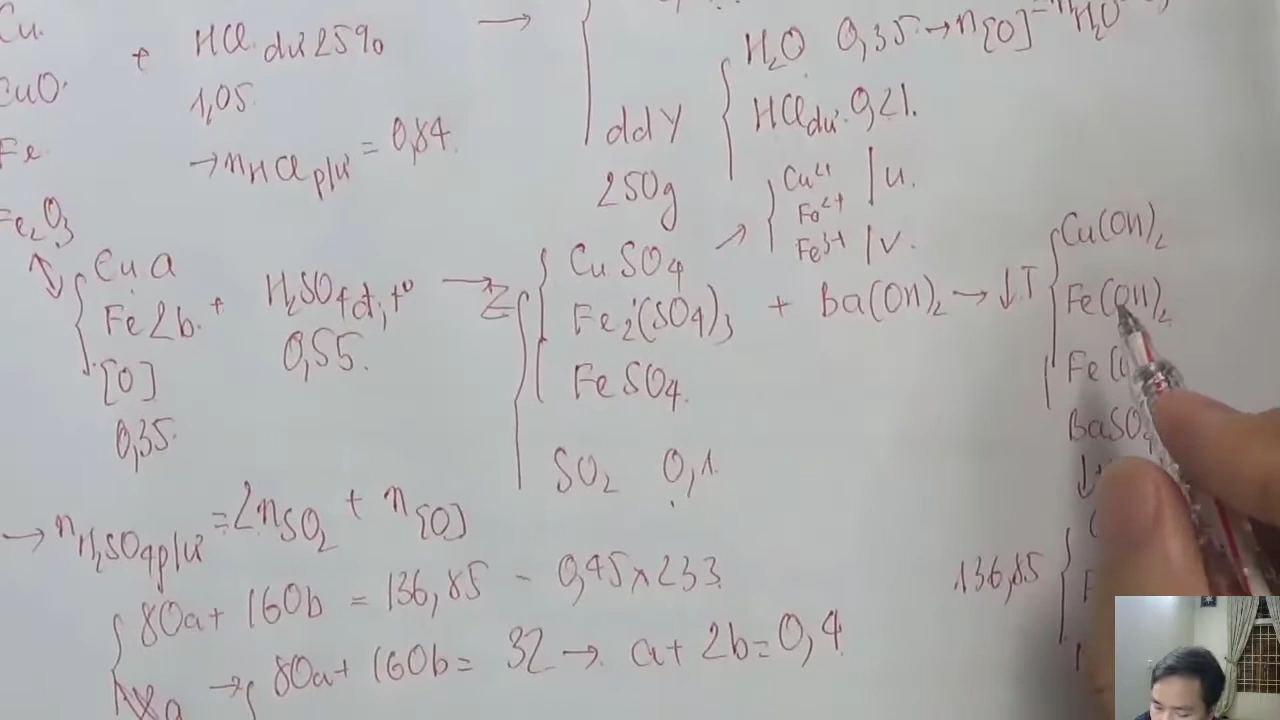 Cu.
CuO.
Fe
Fe₂O₃
+ HCl dư 25%
1,05
→ nHCl p/ư = 0,84
→
ddY
250g
H₂O 0,35 → n[O] = nH₂O
HCl dư 0,21.
Cu²⁺ | u.
Fe²⁺
Fe³⁺ | v.
Cu a
Fe 2b
[O]
0,35
+ H₂SO₄ đ, t°
0,55
→ Z
CuSO₄
Fe₂(SO₄)₃
FeSO₄
SO₂ 0,1
+ Ba(OH)₂ → ↓T
Cu(OH)₂
Fe(OH)₂
BaSO₄
136,85
→ nH₂SO₄ p/ư = 2nSO₂ + n[O]
80a + 160b = 136,85 - 0,45 x 233
→ 80a + 160b = 32 → a + 2b = 0,4